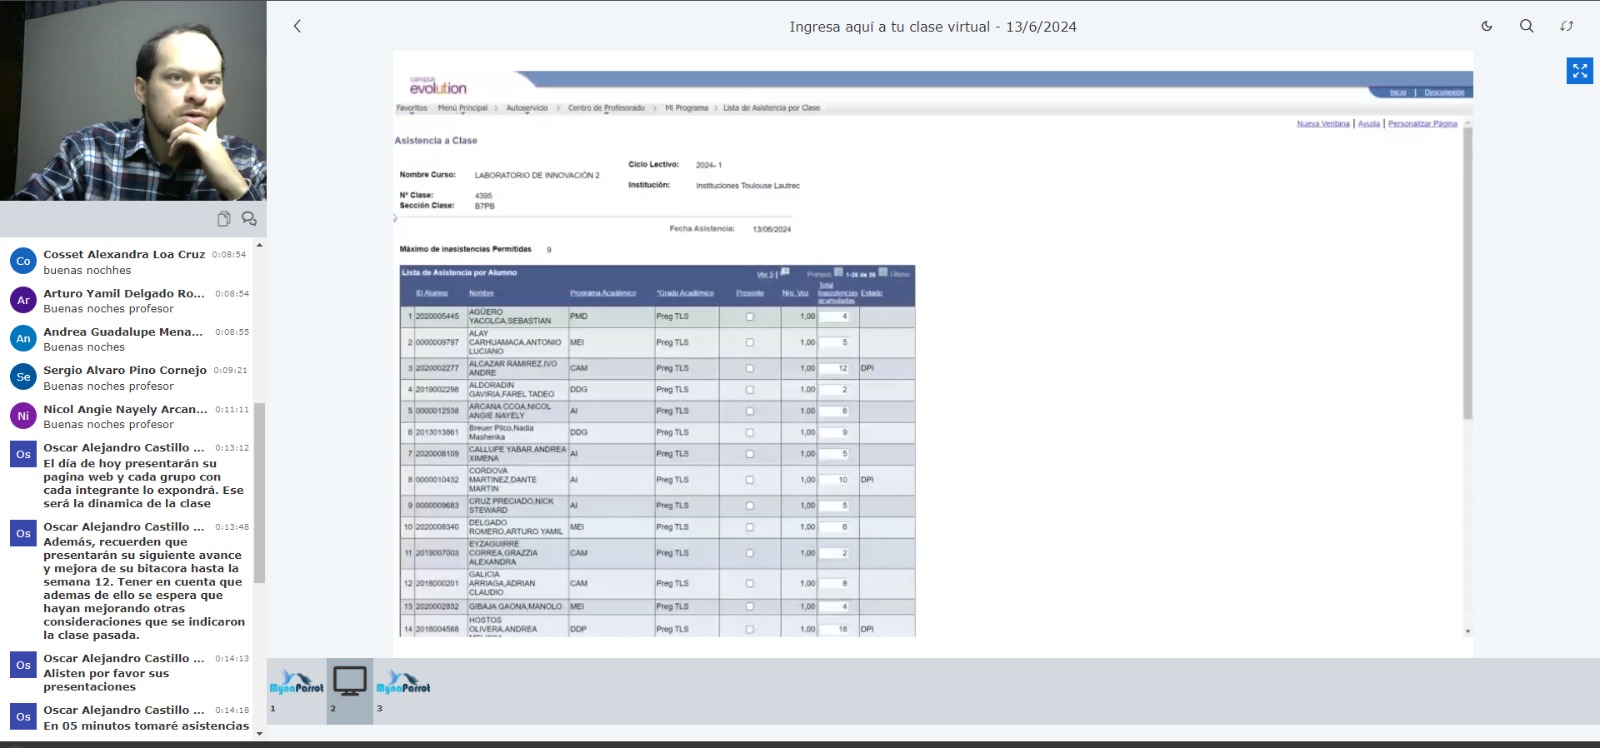 Ingresa aquí a tu clase virtual - 13/6/2024
Co
Cosset Alexandra Loa Cruz 0:08:54
buenas nochhes
Ar
Arturo Yamil Delgado Ro... 0:08:54
Buenas noches profesor
An
Andrea Guadalupe Mena... 0:08:55
Buenas noches
Se
Sergio Alvaro Pino Cornejo 0:09:21
Buenas noches profesor
Ni
Nicol Angie Nayely Arcan... 0:11:11
Buenas noches profesor
Os
Oscar Alejandro Castillo ... 0:13:12
El día de hoy presentarán su
pagina web y cada grupo con
cada integrante lo expondrá. Ese
será la dinamica de la clase
Os
Oscar Alejandro Castillo ... 0:13:48
Además, recuerden que
presentarán su siguiente avance
y mejora de su bitacora hasta la
semana 12. Tener en cuenta que
ademas de ello se espera que
hayan mejorando otras
consideraciones que se indicaron
la clase pasada.
Os
Oscar Alejandro Castillo ... 0:14:13
Alisten por favor sus
presentaciones
Os
Oscar Alejandro Castillo ... 0:14:18
En 05 minutos tomaré asistencias
campus
evolution
Inicio | Desconexión
Favoritos Menú Principal > Autoservicio > Centro de Profesorado > Mi Programa > Lista de Asistencia por Clase
Nueva Ventana | Ayuda | Personalizar Página
Asistencia a Clase
Ciclo Lectivo: 2024- 1
Nombre Curso: LABORATORIO DE INNOVACIÓN 2
Institución: Instituciones Toulouse Lautrec
Nº Clase: 4395
Sección Clase: B7PB
Fecha Asistencia: 13/06/2024
Máximo de inasistencias Permitidas 9
Lista de Asistencia por Alumno Ver 5 | Primero 1-26 de 26 Último
ID Alumno Nombre Programa Académico *Grado Académico Presente Nro. Vez Total Inasistencias acumuladas Estado
1 2020005445 AGÜERO YACOLCA,SEBASTIAN PMD Preg TLS 1,00 4
2 0000009797 ALAY CARHUAMACA,ANTONIO LUCIANO MEI Preg TLS 1,00 5
3 2020002277 ALCAZAR RAMIREZ,IVO ANDRE CAM Preg TLS 1,00 12 DPI
4 2019002298 ALDORADIN GAVIRIA,FAREL TADEO DDG Preg TLS 1,00 2
5 0000012538 ARCANA CCOA,NICOL ANGIE NAYELY AI Preg TLS 1,00 6
6 2013013861 Breuer Pilco,Nadia Mashenka DDG Preg TLS 1,00 9
7 2020008109 CALLUPE YABAR,ANDREA XIMENA AI Preg TLS 1,00 5
8 0000010432 CORDOVA MARTINEZ,DANTE MARTIN AI Preg TLS 1,00 10 DPI
9 0000009683 CRUZ PRECIADO,NICK STEWARD AI Preg TLS 1,00 5
10 2020008340 DELGADO ROMERO,ARTURO YAMIL MEI Preg TLS 1,00 6
11 2019007003 EYZAGUIRRE CORREA,GRAZZIA ALEXANDRA CAM Preg TLS 1,00 2
12 2018000201 GALICIA ARRIAGA,ADRIAN CLAUDIO CAM Preg TLS 1,00 8
13 2020002832 GIBAJA GAONA,MANOLO MEI Preg TLS 1,00 4
14 2016004588 HOSTOS OLIVERA,ANDREA DDP Preg TLS 1,00 16 DPI
MynaParrot MynaParrot
1 2 3